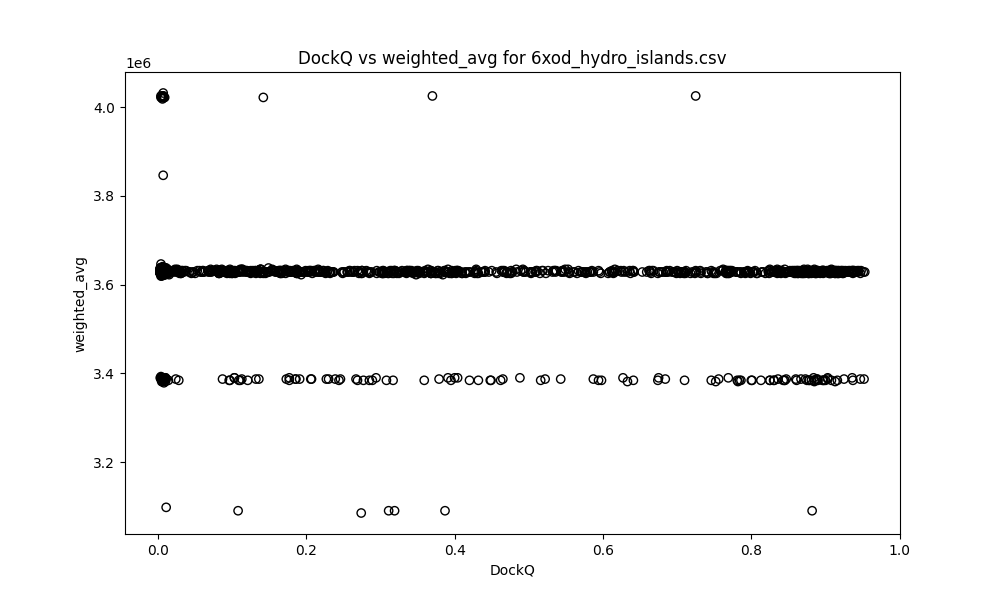 DockQ vs weighted_avg for 6xod_hydro_islands.csv
1e6
4.0
3.8
3.6
3.4
3.2
weighted_avg
0.0 0.2 0.4 0.6 0.8 1.0
DockQ